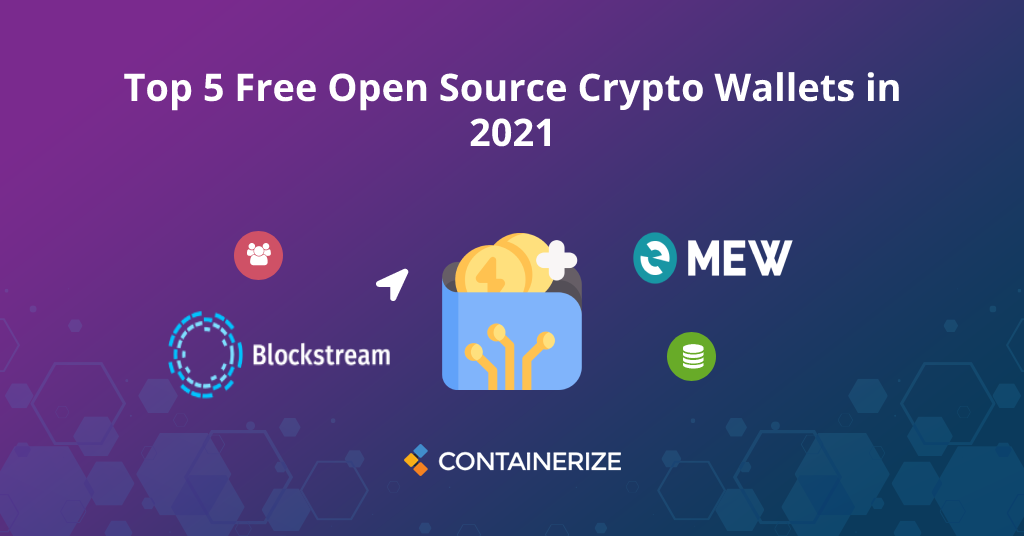 Top 5 Free Open Source Crypto Wallets in
2021
MEW
Blockstream
CONTAINERIZE